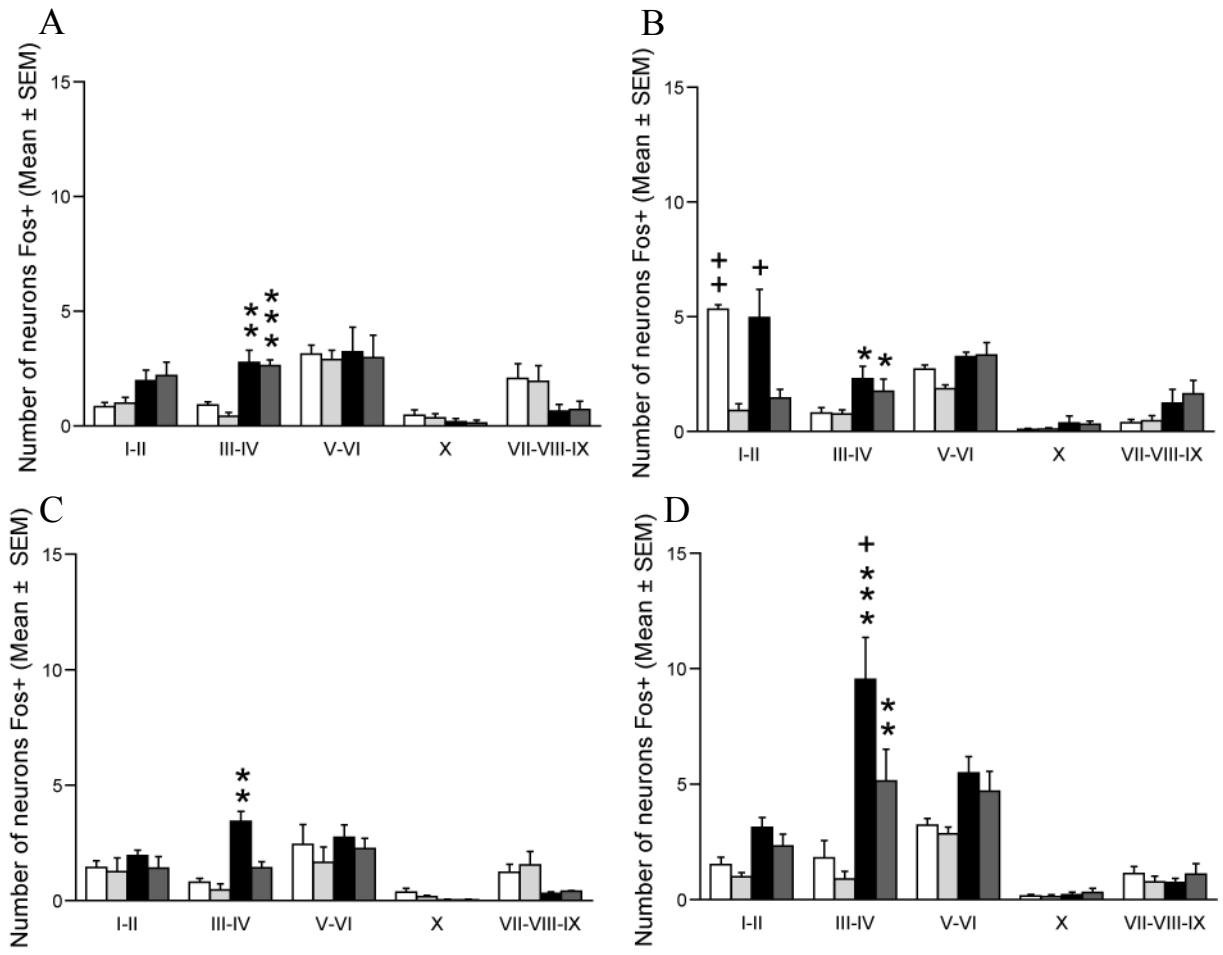 A
Number of neurons Fos+ (Mean ± SEM)
15
10
5
0
**
***
I-II
III-IV
V-VI
X
VII-VIII-IX
B
Number of neurons Fos+ (Mean ± SEM)
15
10
5
0
++
+
*
*
I-II
III-IV
V-VI
X
VII-VIII-IX
C
Number of neurons Fos+ (Mean ± SEM)
15
10
5
0
**
I-II
III-IV
V-VI
X
VII-VIII-IX
D
Number of neurons Fos+ (Mean ± SEM)
15
10
5
0
+***
**
I-II
III-IV
V-VI
X
VII-VIII-IX